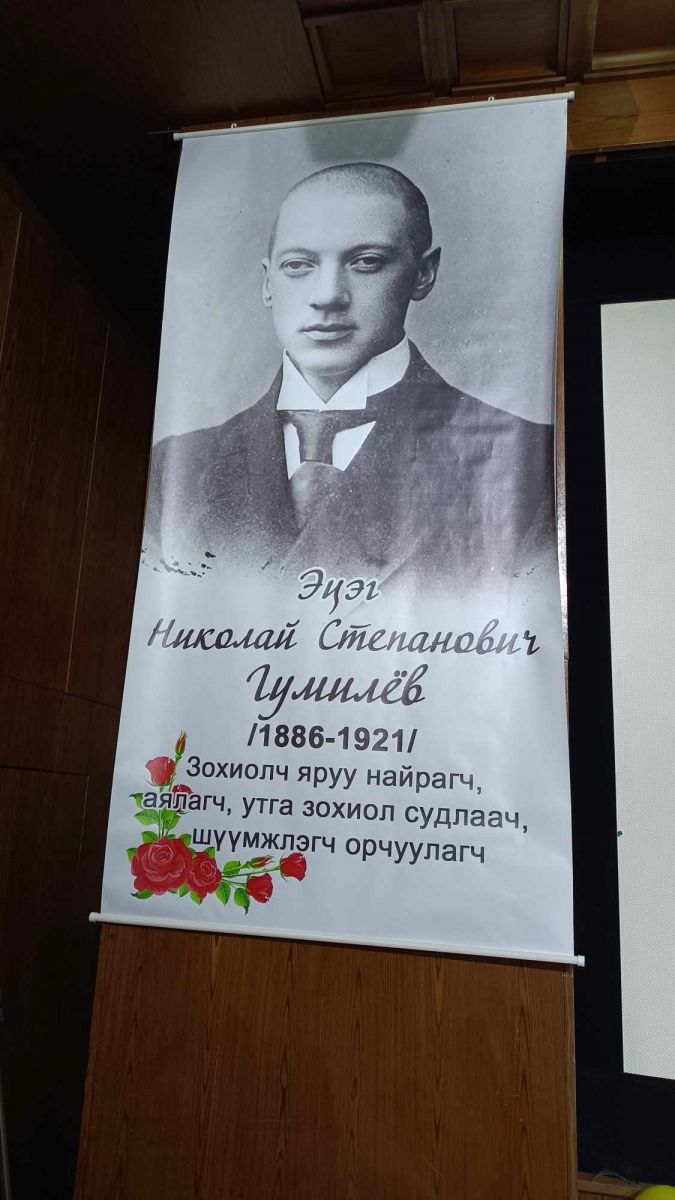 Эцэг
Николай Степанович
Гумилёв
/1886-1921/
Зохиолч яруу найрагч,
аялагч, утга зохиол судлаач,
шүүмжлэгч орчуулагч